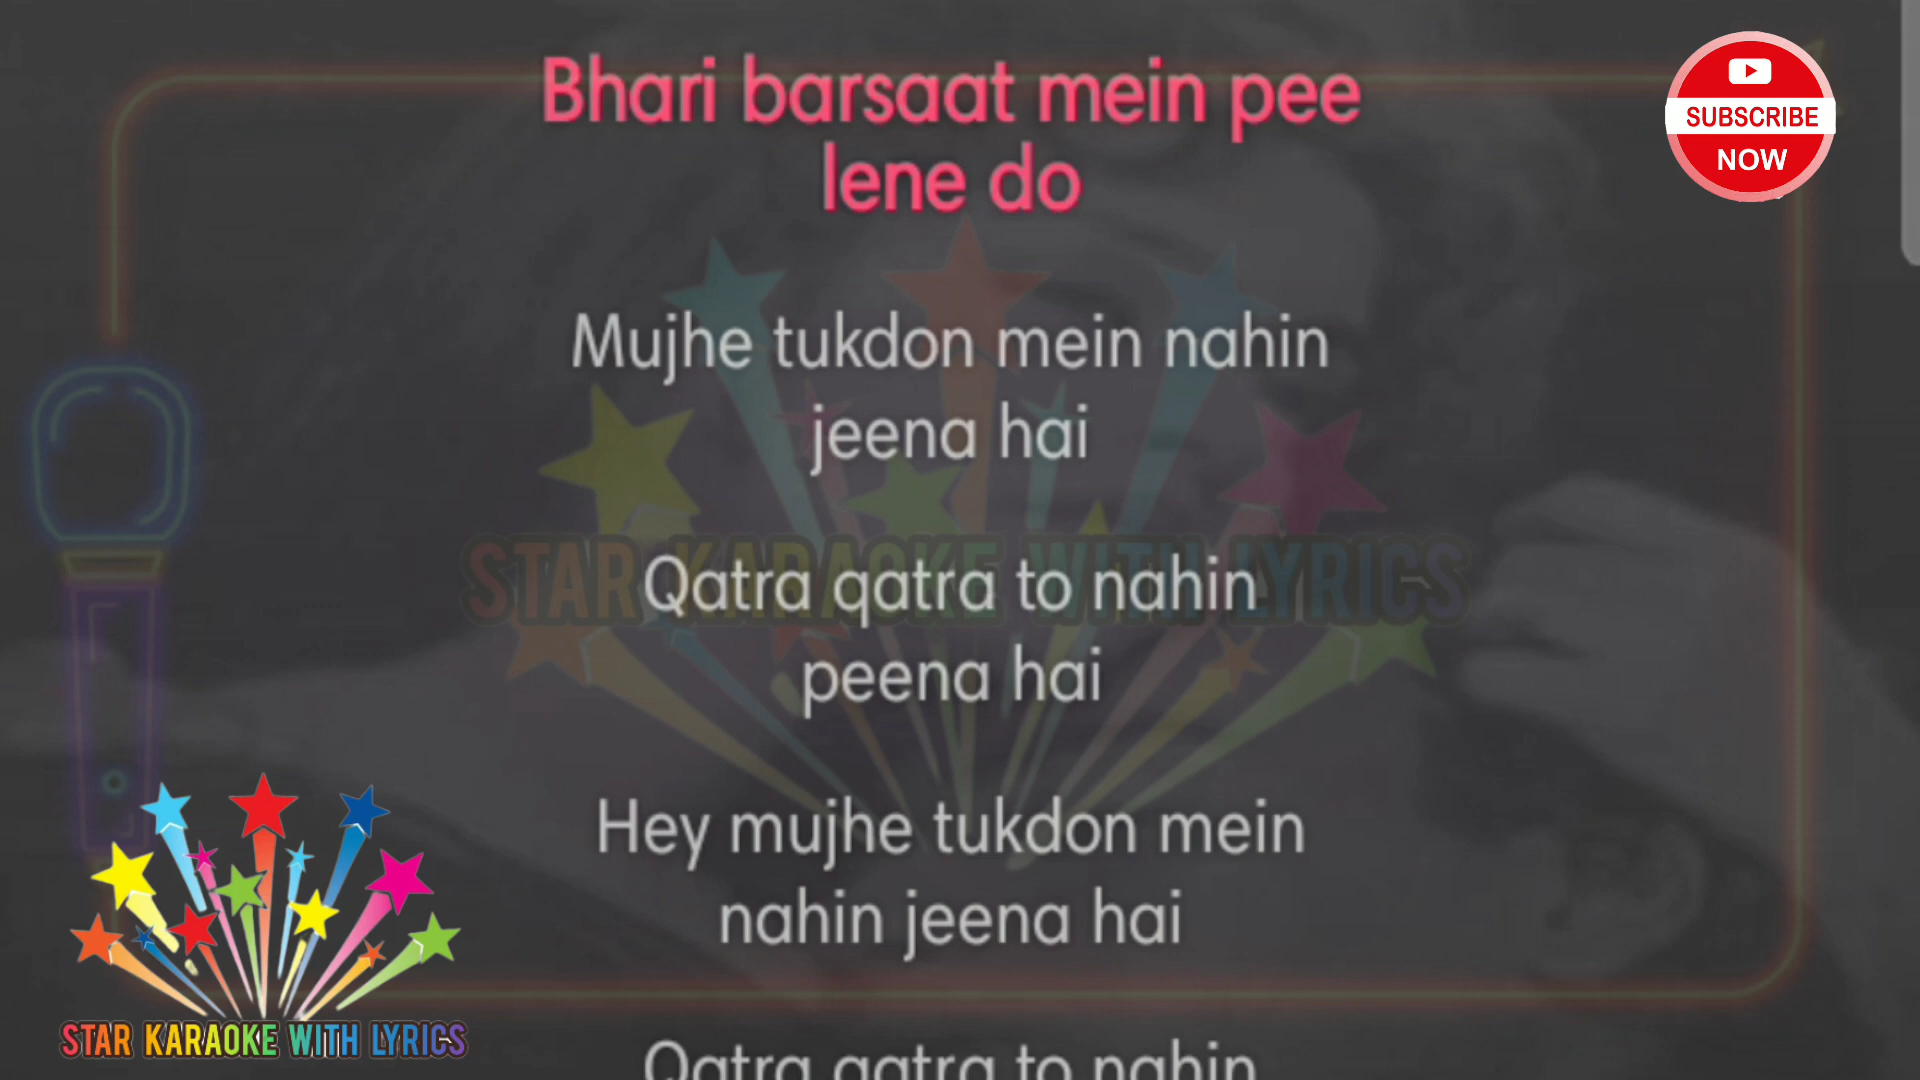 Bhari barsaat mein pee
lene do
SUBSCRIBE
NOW
Mujhe tukdon mein nahin
jeena hai
STAR KARAOKE WITH LYRICS
Qatra qatra to nahin
peena hai
Hey mujhe tukdon mein
nahin jeena hai
STAR KARAOKE WITH LYRICS
Qatra qatra to nahin